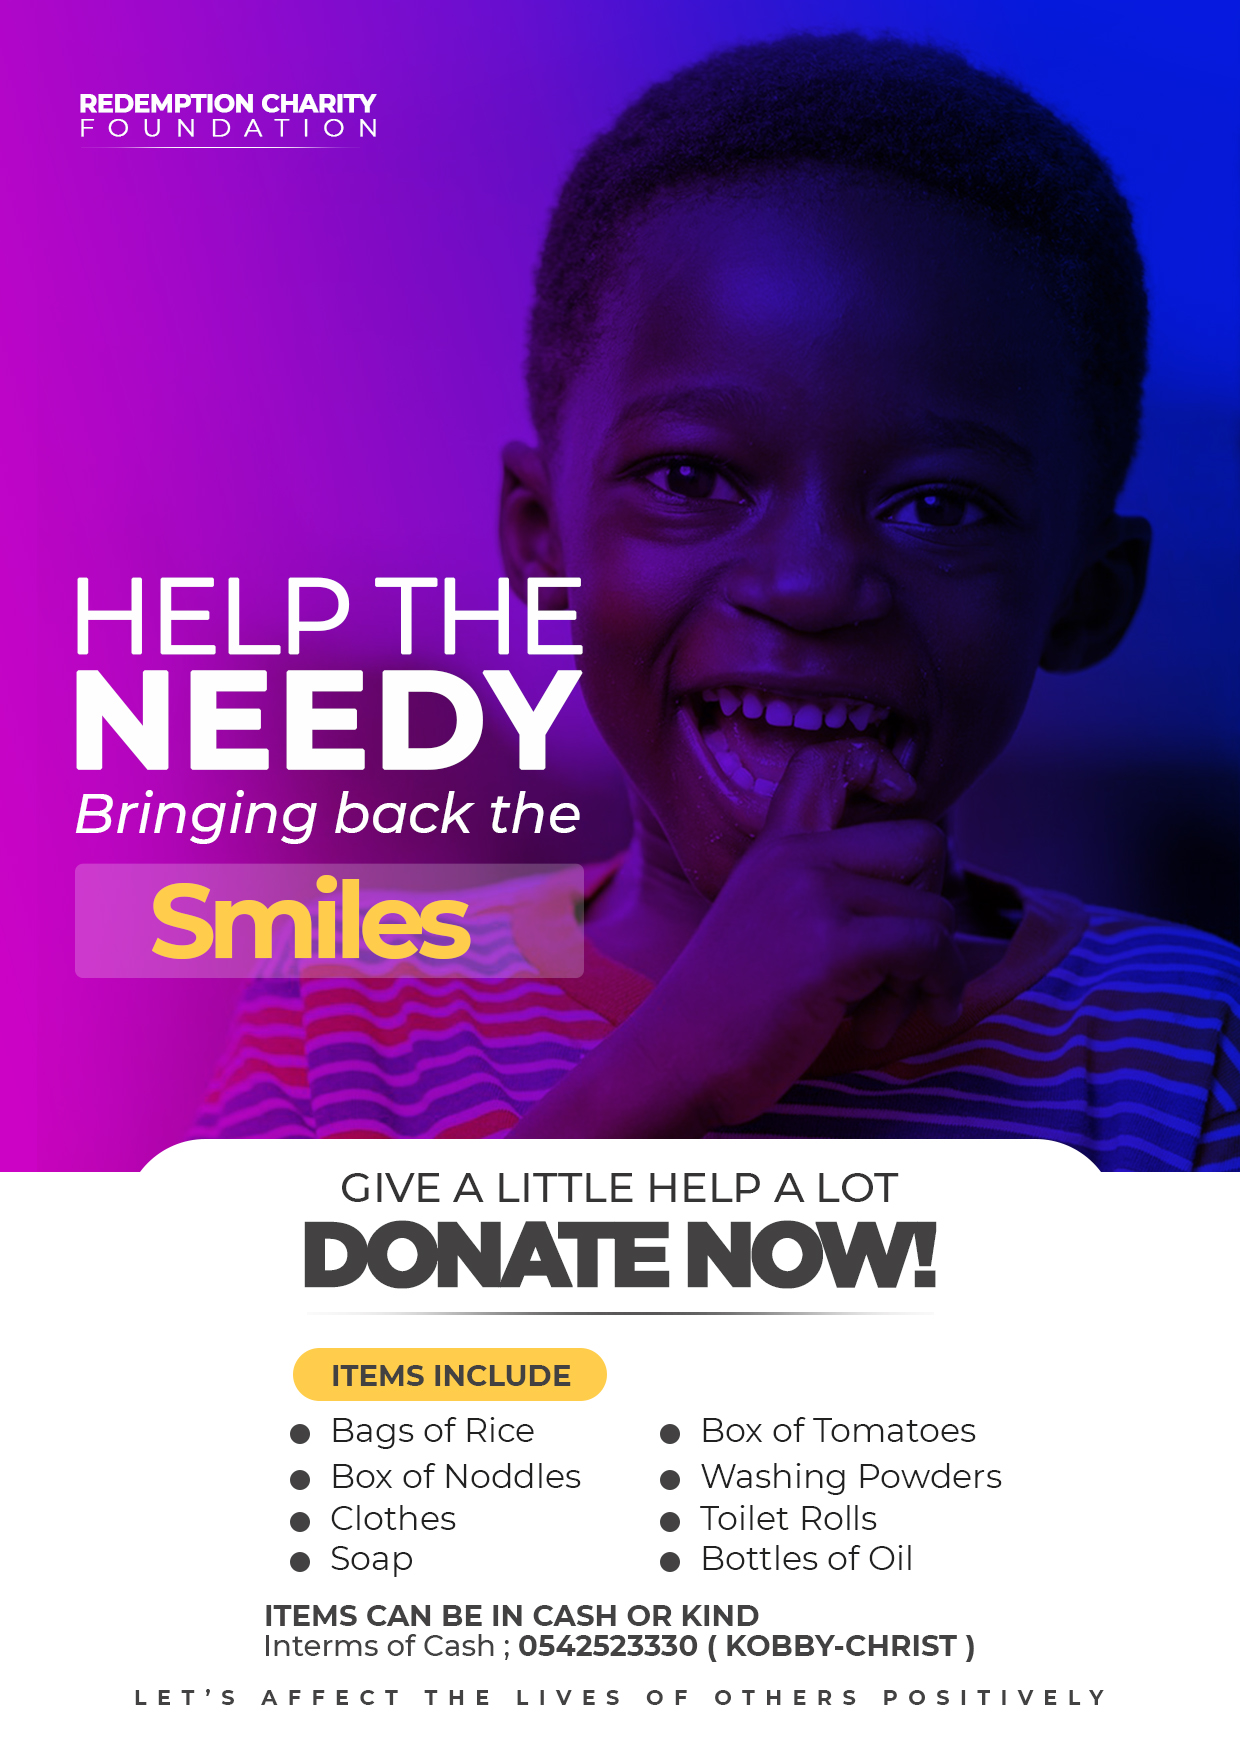 REDEMPTION CHARITY
FOUNDATION
HELP THE
NEEDY
Bringing back the
Smiles
GIVE A LITTLE HELP A LOT
DONATE NOW!
ITEMS INCLUDE
Bags of Rice
Box of Noddles
Clothes
Soap
Box of Tomatoes
Washing Powders
Toilet Rolls
Bottles of Oil
ITEMS CAN BE IN CASH OR KIND
Interms of Cash ; 0542523330 ( KOBBY-CHRIST )
LET'S AFFECT THE LIVES OF OTHERS POSITIVELY